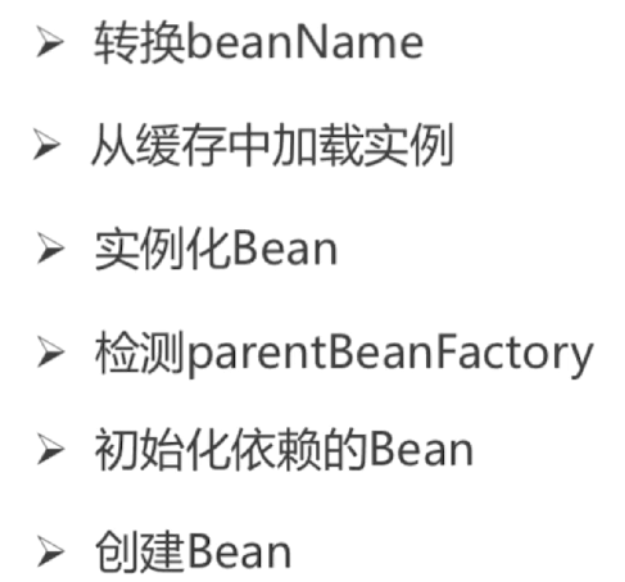 ➢ 转换beanName
➢ 从缓存中加载实例
➢ 实例化Bean
➢ 检测parentBeanFactory
➢ 初始化依赖的Bean
➢ 创建Bean